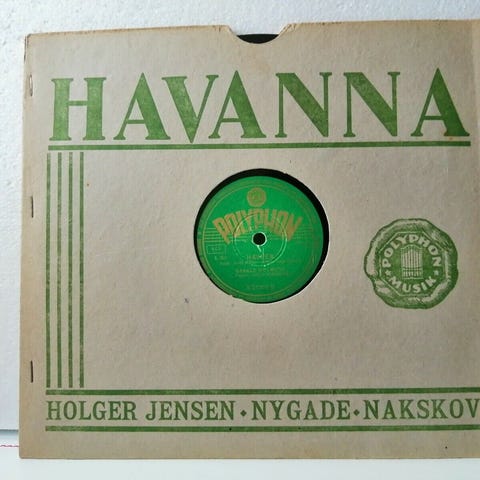 HAVANNA
POLYPHON
POLYPHON
MUSIK
HOLGER JENSEN • NYGADE • NAKSKOV